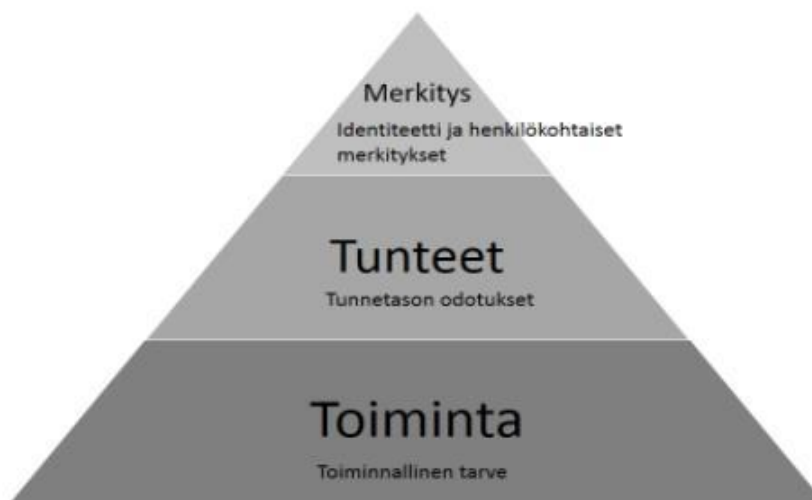 Merkitys
Identiteetti ja henkilökohtaiset
merkitykset
Tunteet
Tunnetason odotukset
Toiminta
Toiminnallinen tarve